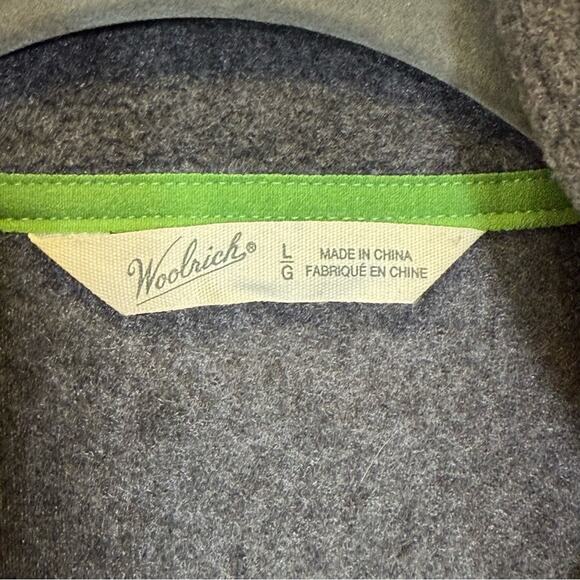 Woolrich®
L
G
MADE IN CHINA
FABRIQUÉ EN CHINE